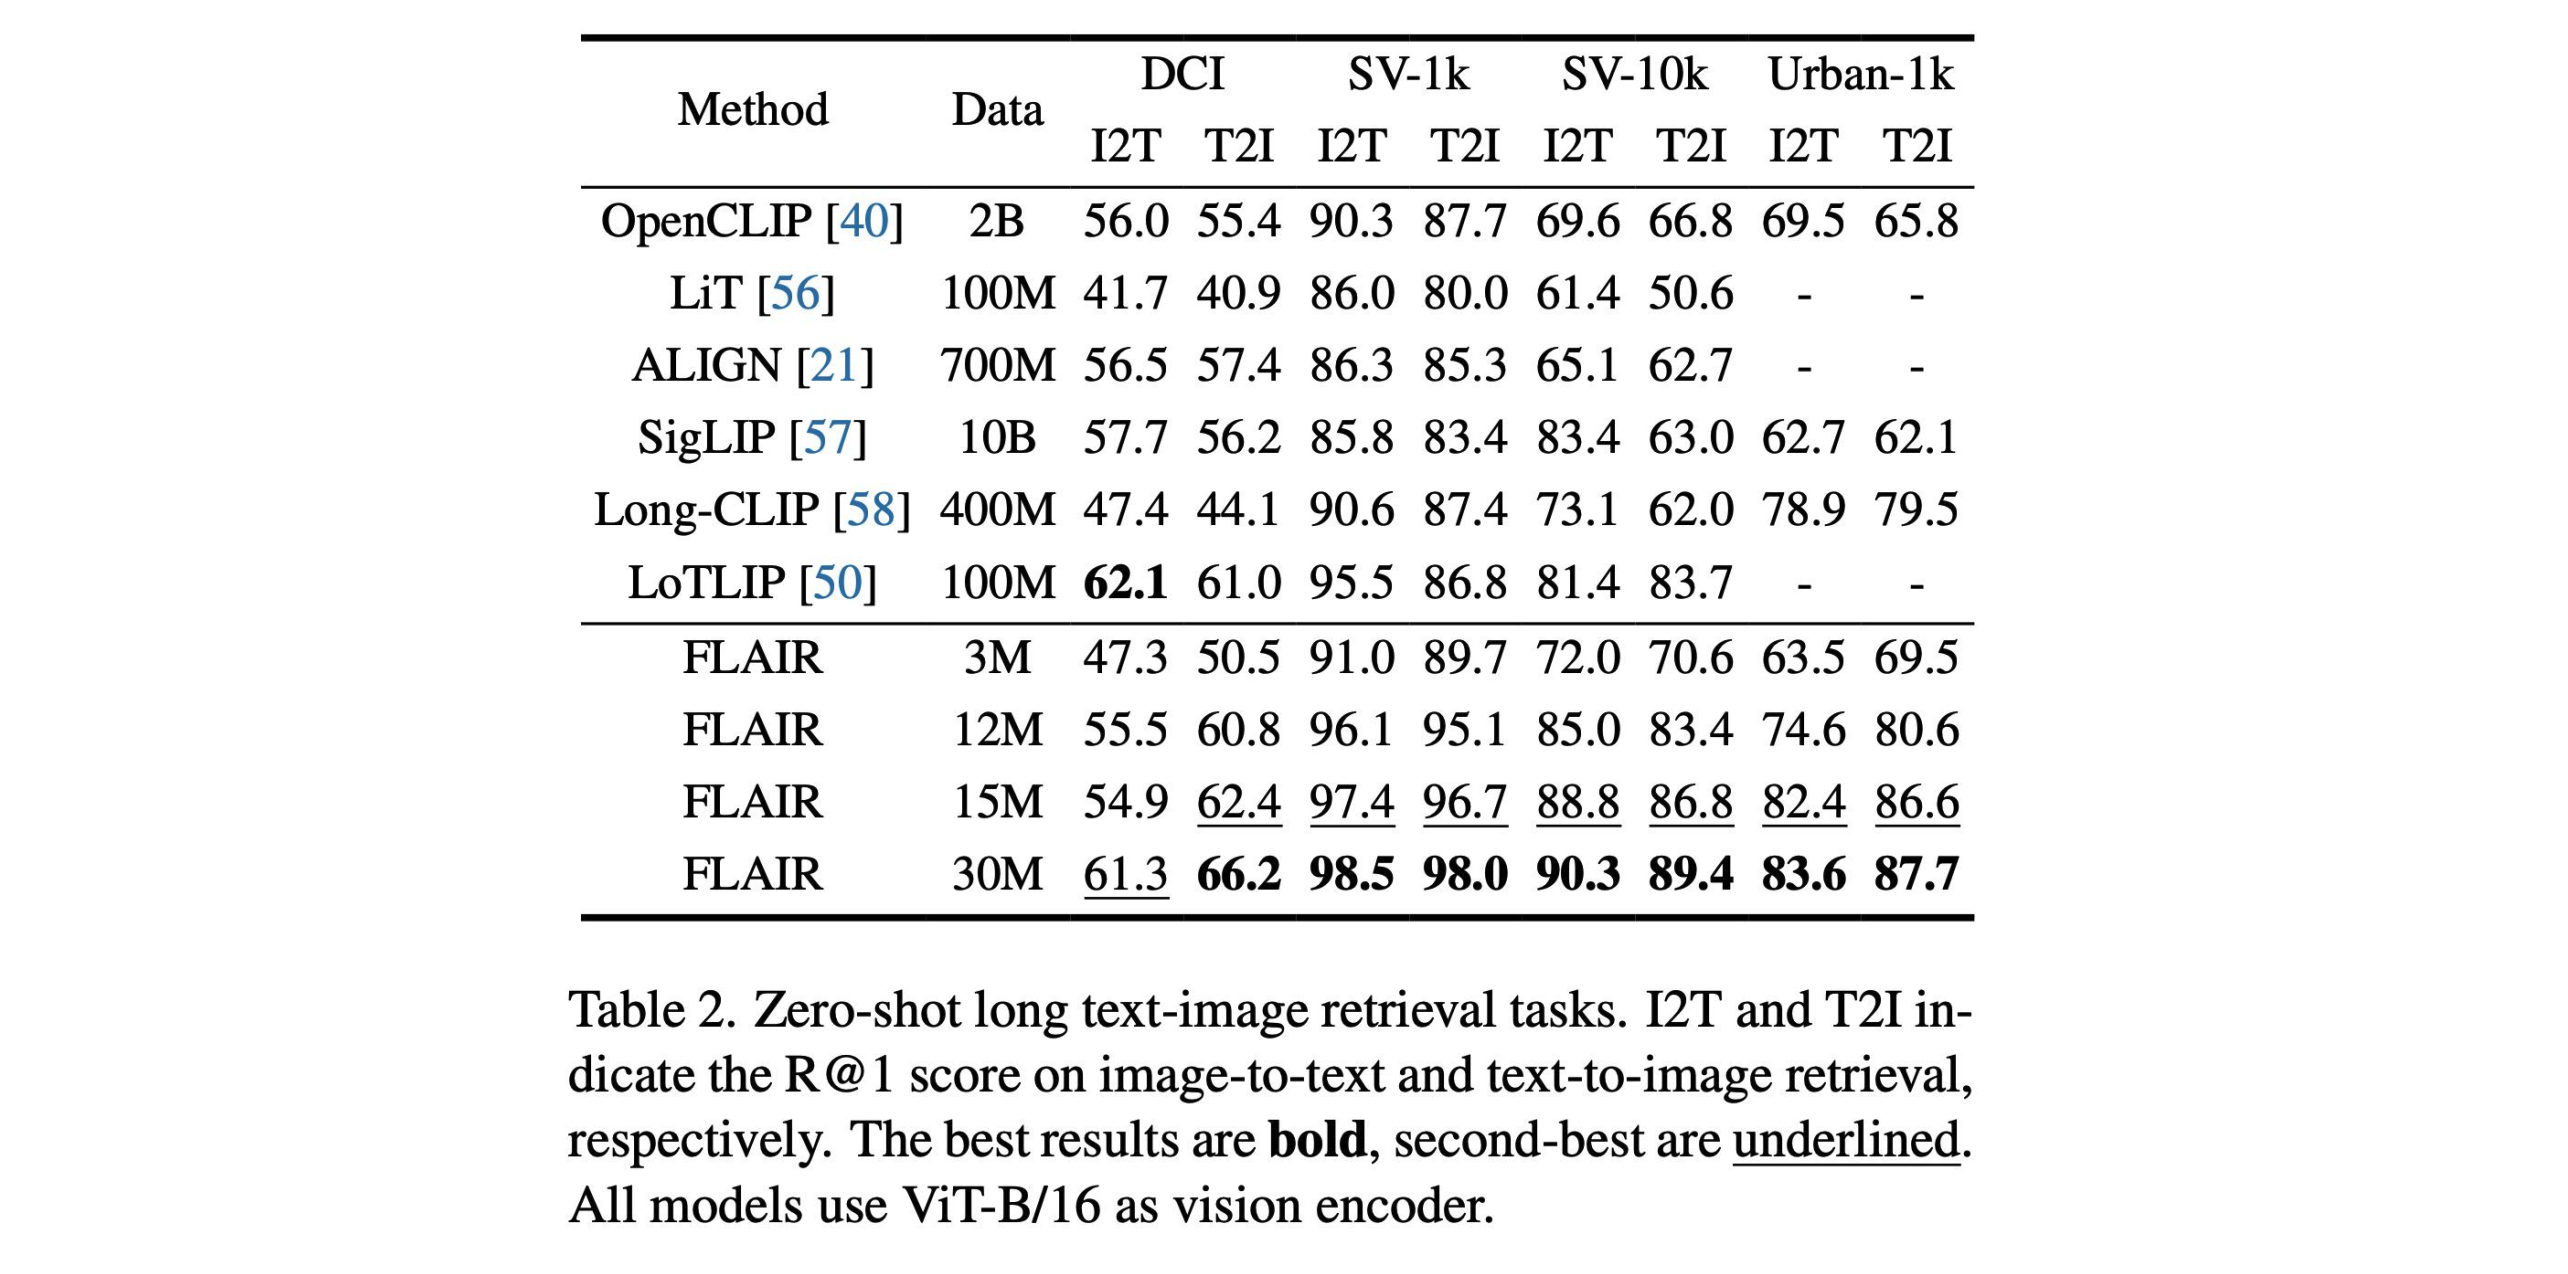 Method Data DCI SV-1k SV-10k Urban-1k
I2T T2I I2T T2I I2T T2I I2T T2I
OpenCLIP [40] 2B 56.0 55.4 90.3 87.7 69.6 66.8 69.5 65.8
LiT [56] 100M 41.7 40.9 86.0 80.0 61.4 50.6 - -
ALIGN [21] 700M 56.5 57.4 86.3 85.3 65.1 62.7 - -
SigLIP [57] 10B 57.7 56.2 85.8 83.4 83.4 63.0 62.7 62.1
Long-CLIP [58] 400M 47.4 44.1 90.6 87.4 73.1 62.0 78.9 79.5
LoTLIP [50] 100M 62.1 61.0 95.5 86.8 81.4 83.7 - -
FLAIR 3M 47.3 50.5 91.0 89.7 72.0 70.6 63.5 69.5
FLAIR 12M 55.5 60.8 96.1 95.1 85.0 83.4 74.6 80.6
FLAIR 15M 54.9 62.4 97.4 96.7 88.8 86.8 82.4 86.6
FLAIR 30M 61.3 66.2 98.5 98.0 90.3 89.4 83.6 87.7
Table 2. Zero-shot long text-image retrieval tasks. I2T and T2I in-
dicate the R@1 score on image-to-text and text-to-image retrieval,
respectively. The best results are bold, second-best are underlined.
All models use ViT-B/16 as vision encoder.